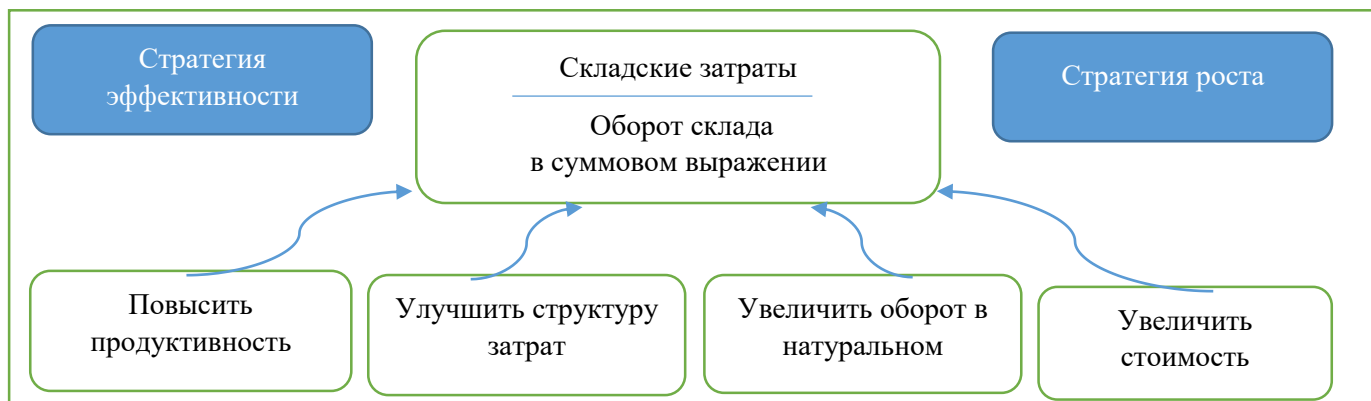 Стратегия
эффективности
Складские затраты
Оборот склада
в суммовом выражении
Стратегия роста
Повысить
продуктивность
Улучшить структуру
затрат
Увеличить оборот в
натуральном
Увеличить
стоимость